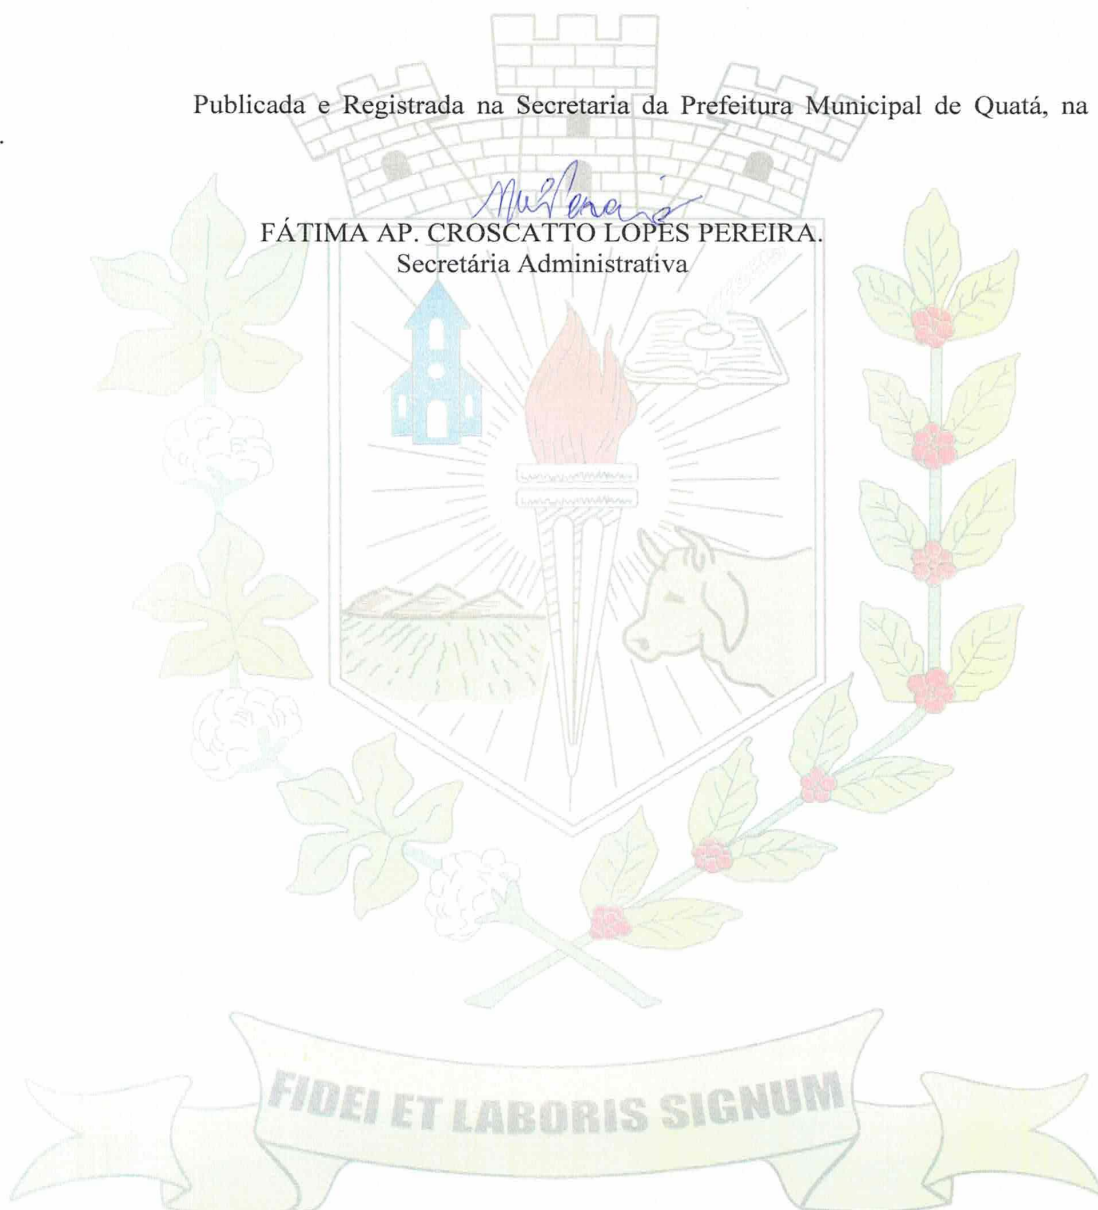 Publicada e Registrada na Secretaria da Prefeitura Municipal de Quatá, na
.
FÁTIMA AP. CROSCATTO LOPES PEREIRA.
Secretária Administrativa
FIDEI ET LABORIS SIGNUM